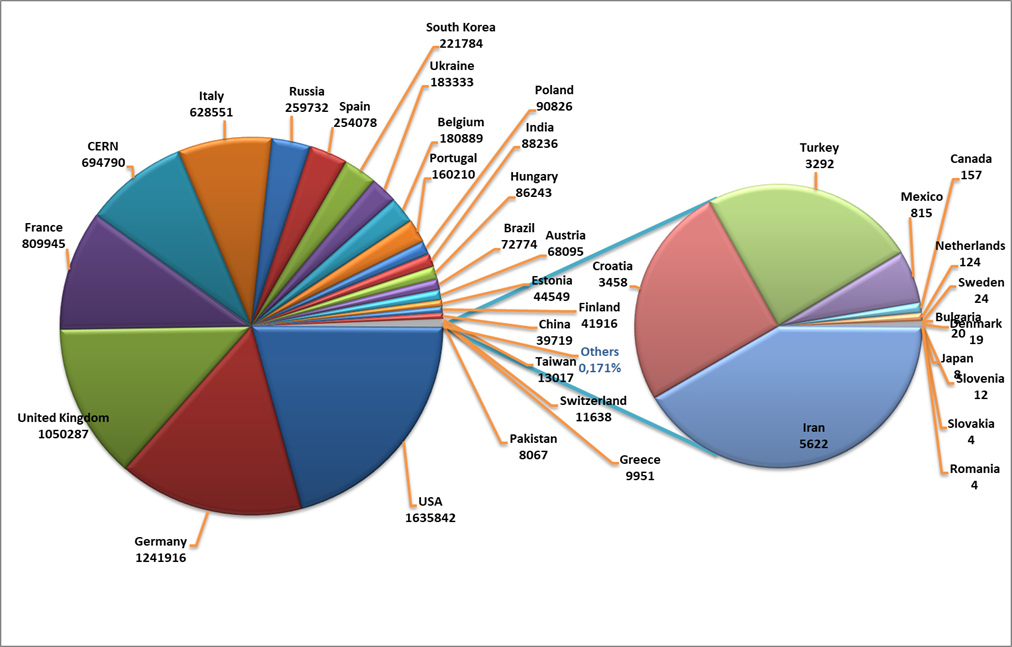 South Korea
221784
Ukraine
183333
Poland
90826
Italy
628551
Russia
259732
Spain
254078
Belgium
180889
India
88236
CERN
694790
Portugal
160210
Hungary
86243
Turkey
3292
Canada
157
Mexico
815
France
809945
Brazil
72774
Austria
68095
Netherlands
124
Croatia
3458
Estonia
44549
Sweden
24
Finland
41916
Bulgaria
20
Denmark
19
China
39719
Others
0,171%
Taiwan
13017
Japan
8
Slovenia
12
Switzerland
11638
United Kingdom
1050287
Iran
5622
Slovakia
4
Pakistan
8067
Greece
9951
Romania
4
USA
1635842
Germany
1241916